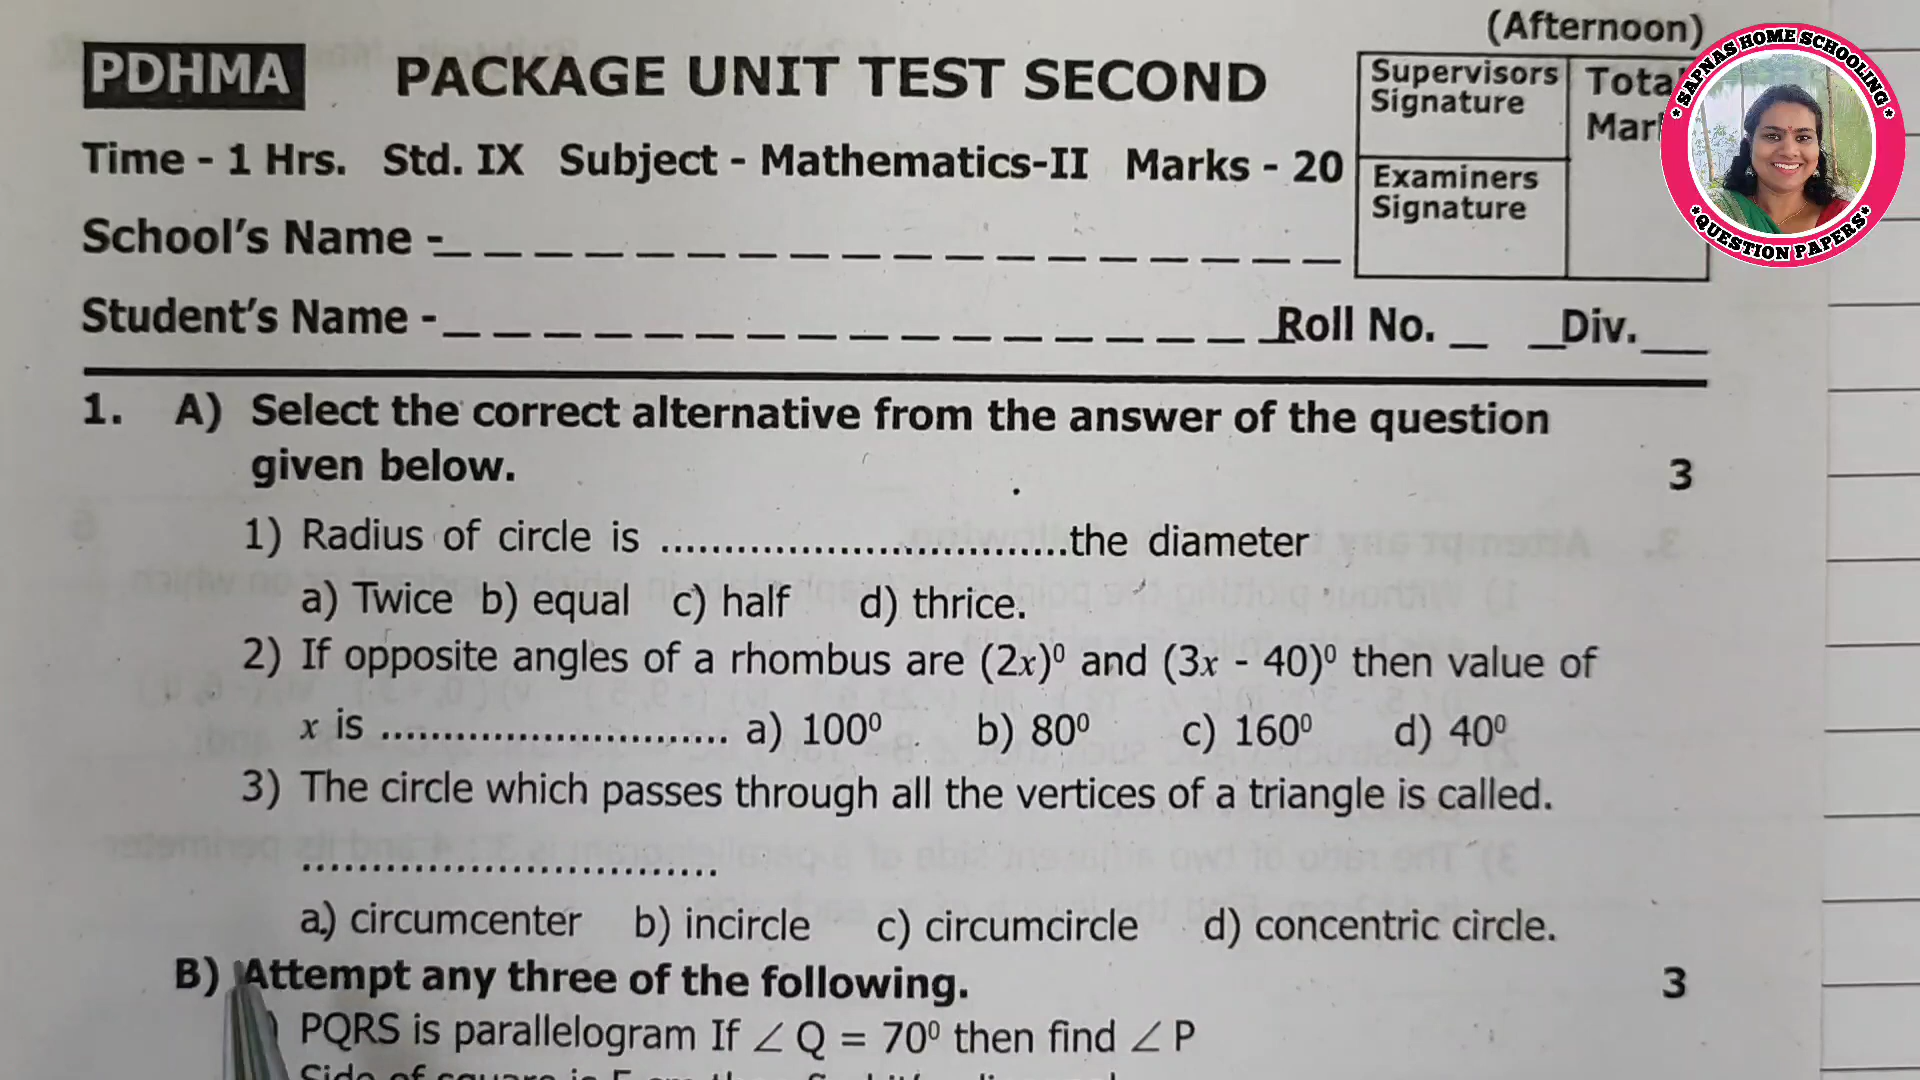 (Afternoon)
PDHMA PACKAGE UNIT TEST SECOND
Supervisors
Signature
Time - 1 Hrs. Std. IX Subject - Mathematics-II Marks - 20
Examiners
Signature
*SAPNAS HOME SCHOOLING*
*QUESTION PAPERS*
School's Name -_ _ _ _ _ _ _ _ _ _ _ _ _ _ _ _ _ _
Student's Name -_ _ _ _ _ _ _ _ _ _ _ _ _ _ _ _ _Roll No. _ _Div.__
1. A) Select the correct alternative from the answer of the question
given below. 3
1) Radius of circle is .................................the diameter
a) Twice b) equal c) half d) thrice.
2) If opposite angles of a rhombus are (2x)⁰ and (3x - 40)⁰ then value of
x is ............................ a) 100⁰ b) 80⁰ c) 160⁰ d) 40⁰
3) The circle which passes through all the vertices of a triangle is called.
..................................
a) circumcenter b) incircle c) circumcircle d) concentric circle.
B) Attempt any three of the following. 3
PQRS is parallelogram If ∠ Q = 70⁰ then find ∠ P